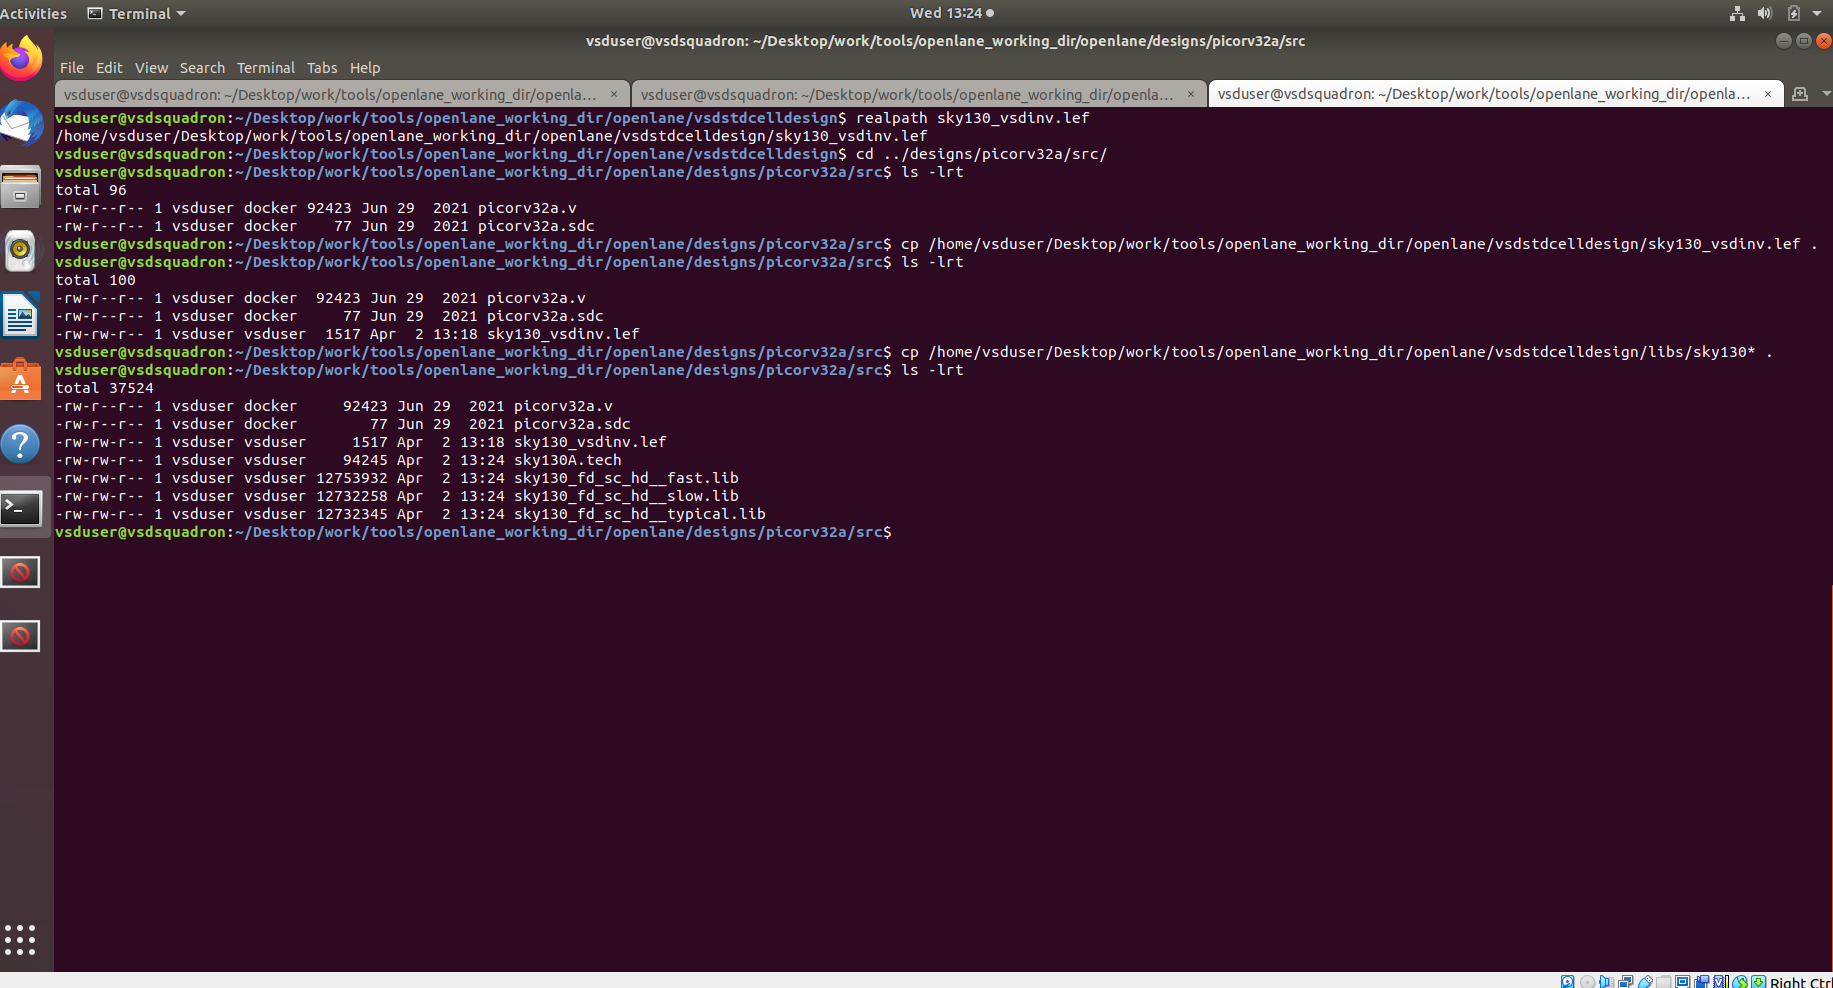 Activities Terminal Wed 13:24
vsduser@vsdsquadron: ~/Desktop/work/tools/openlane_working_dir/openlane/designs/picorv32a/src
File Edit View Search Terminal Tabs Help
vsduser@vsdsquadron: ~/Desktop/work/tools/openlane_working_dir/openla... × vsduser@vsdsquadron: ~/Desktop/work/tools/openlane_working_dir/openla... × vsduser@vsdsquadron: ~/Desktop/work/tools/openlane_working_dir/openla... ×
vsduser@vsdsquadron:~/Desktop/work/tools/openlane_working_dir/openlane/vsdstdcelldesign$ realpath sky130_vsdinv.lef
/home/vsduser/Desktop/work/tools/openlane_working_dir/openlane/vsdstdcelldesign/sky130_vsdinv.lef
vsduser@vsdsquadron:~/Desktop/work/tools/openlane_working_dir/openlane/vsdstdcelldesign$ cd ../designs/picorv32a/src/
vsduser@vsdsquadron:~/Desktop/work/tools/openlane_working_dir/openlane/designs/picorv32a/src$ ls -lrt
total 96
-rw-r--r-- 1 vsduser docker 92423 Jun 29  2021 picorv32a.v
-rw-r--r-- 1 vsduser docker    77 Jun 29  2021 picorv32a.sdc
vsduser@vsdsquadron:~/Desktop/work/tools/openlane_working_dir/openlane/designs/picorv32a/src$ cp /home/vsduser/Desktop/work/tools/openlane_working_dir/openlane/vsdstdcelldesign/sky130_vsdinv.lef .
vsduser@vsdsquadron:~/Desktop/work/tools/openlane_working_dir/openlane/designs/picorv32a/src$ ls -lrt
total 100
-rw-r--r-- 1 vsduser docker  92423 Jun 29  2021 picorv32a.v
-rw-r--r-- 1 vsduser docker     77 Jun 29  2021 picorv32a.sdc
-rw-rw-r-- 1 vsduser vsduser  1517 Apr  2 13:18 sky130_vsdinv.lef
vsduser@vsdsquadron:~/Desktop/work/tools/openlane_working_dir/openlane/designs/picorv32a/src$ cp /home/vsduser/Desktop/work/tools/openlane_working_dir/openlane/vsdstdcelldesign/libs/sky130* .
vsduser@vsdsquadron:~/Desktop/work/tools/openlane_working_dir/openlane/designs/picorv32a/src$ ls -lrt
total 37524
-rw-r--r-- 1 vsduser docker     92423 Jun 29  2021 picorv32a.v
-rw-r--r-- 1 vsduser docker        77 Jun 29  2021 picorv32a.sdc
-rw-rw-r-- 1 vsduser vsduser     1517 Apr  2 13:18 sky130_vsdinv.lef
-rw-rw-r-- 1 vsduser vsduser    94245 Apr  2 13:24 sky130A.tech
-rw-rw-r-- 1 vsduser vsduser 12753932 Apr  2 13:24 sky130_fd_sc_hd__fast.lib
-rw-rw-r-- 1 vsduser vsduser 12732258 Apr  2 13:24 sky130_fd_sc_hd__slow.lib
-rw-rw-r-- 1 vsduser vsduser 12732345 Apr  2 13:24 sky130_fd_sc_hd__typical.lib
vsduser@vsdsquadron:~/Desktop/work/tools/openlane_working_dir/openlane/designs/picorv32a/src$
Right Ctrl